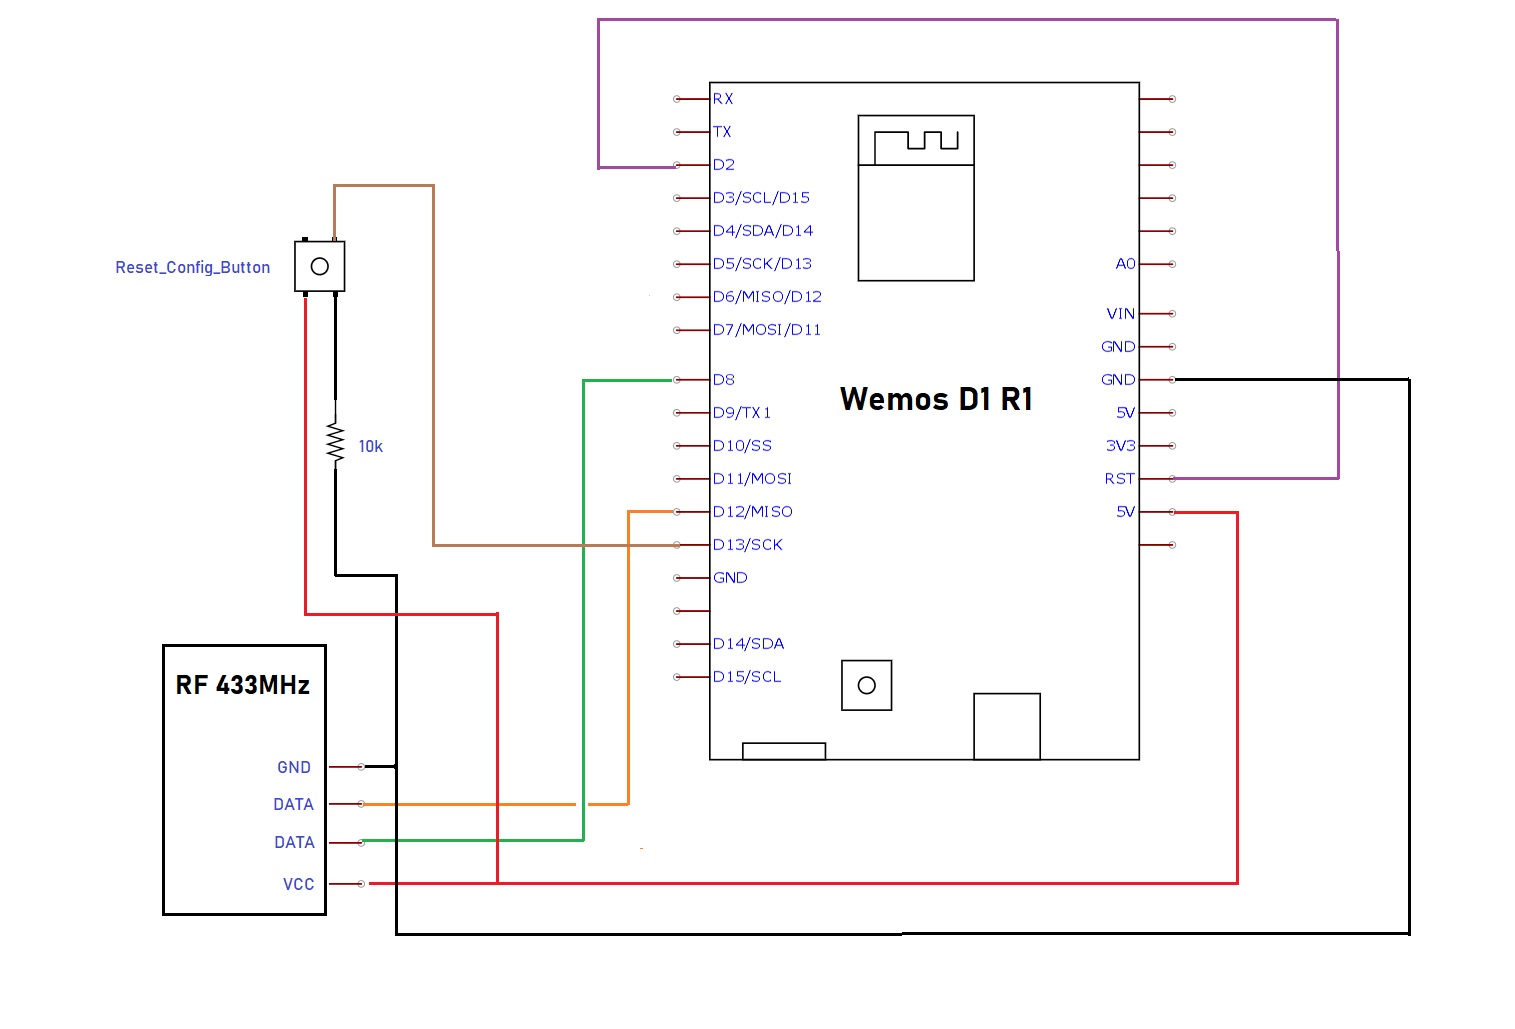 RX
TX
D2
D3/SCL/D15
D4/SDA/D14
D5/SCK/D13
D6/MISO/D12
D7/MOSI/D11
D8
D9/TX1
D10/SS
D11/MOSI
D12/MISO
D13/SCK
GND
D14/SDA
D15/SCL
A0
VIN
GND
GND
5V
3V3
RST
5V
Wemos D1 R1
Reset_Config_Button
10k
RF 433MHz
GND
DATA
DATA
VCC